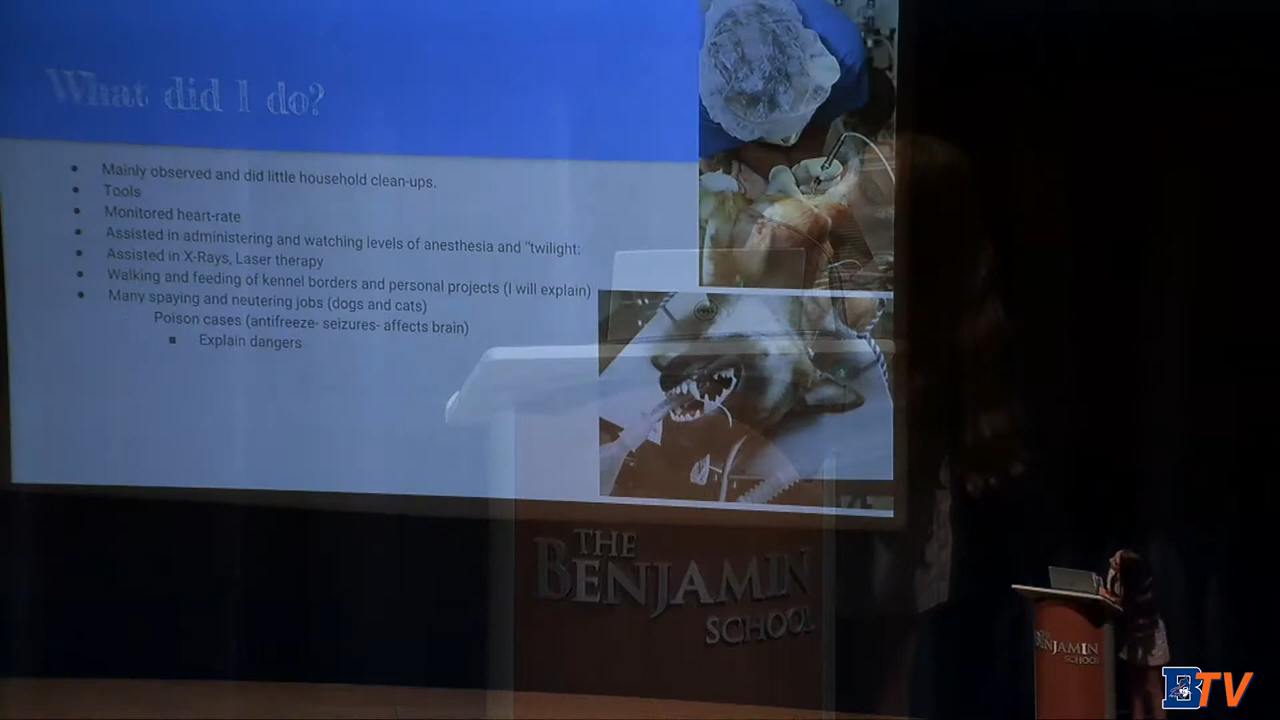 What did I do?
Mainly observed and did little household clean-ups.
Tools
Monitored heart-rate
Assisted in administering and watching levels of anesthesia and "twilight:
Assisted in X-Rays, Laser therapy
Walking and feeding of kennel borders and personal projects (I will explain)
Many spaying and neutering jobs (dogs and cats)
Poison cases (antifreeze- seizures- affects brain)
Explain dangers
THE
BENJAMIN
SCHOOL
THE
BENJAMIN
SCHOOL
BTV